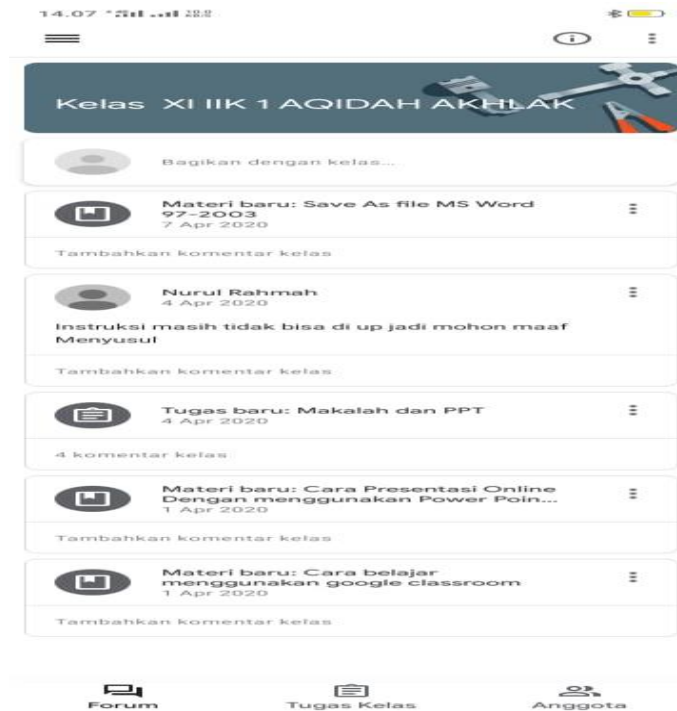 14.07
Kelas XI IIK 1 AQIDAH AKHLAK
Bagikan dengan kelas...
Materi baru: Save As file MS Word
97-2003
7 Apr 2020
Tambahkan komentar kelas
Nurul Rahmah
4 Apr 2020
Instruksi masih tidak bisa di up jadi mohon maaf
Menyusul
Tambahkan komentar kelas
Tugas baru: Makalah dan PPT
4 Apr 2020
4 komentar kelas
Materi baru: Cara Presentasi Online
Dengan menggunakan Power Poin...
1 Apr 2020
Tambahkan komentar kelas
Materi baru: Cara belajar
menggunakan google classroom
1 Apr 2020
Tambahkan komentar kelas
Forum
Tugas Kelas
Anggota